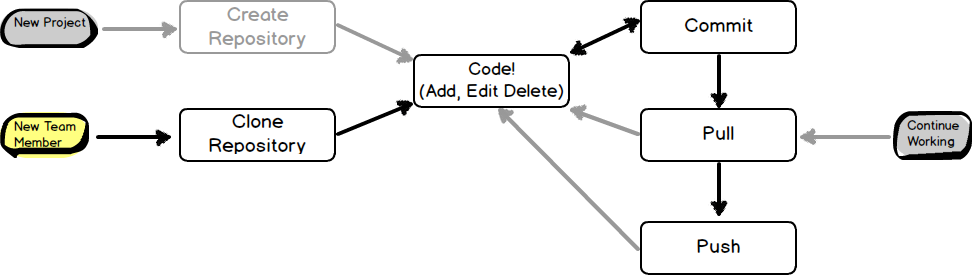 New Project
Create
Repository
Commit
Code!
(Add, Edit Delete)
New Team
Member
Clone
Repository
Pull
Continue
Working
Push